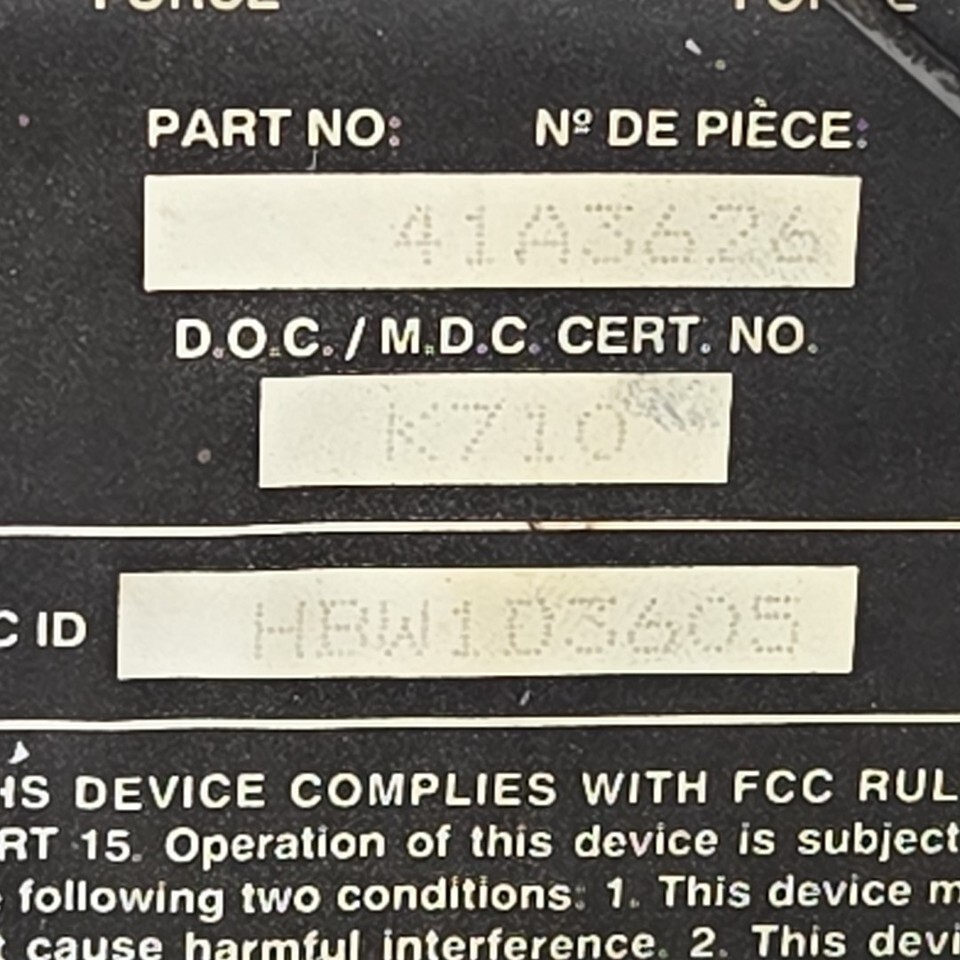 PART NO: Nº DE PIÈCE:
41A3626
D.O.C. / M.D.C. CERT. NO.
K710
C ID HBW1D3605
HS DEVICE COMPLIES WITH FCC RUL
RT 15. Operation of this device is subject
following two conditions: 1. This device m
t cause harmful interference. 2. This devi